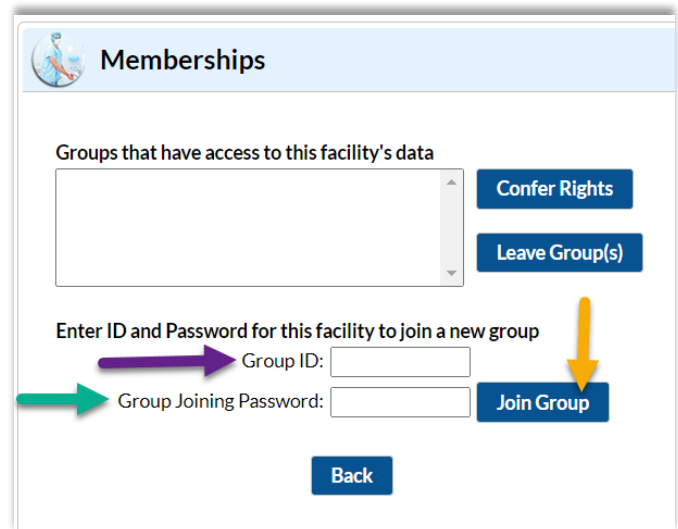 Memberships
Groups that have access to this facility's data
Confer Rights
Leave Group(s)
Enter ID and Password for this facility to join a new group
Group ID:
Group Joining Password:
Join Group
Back